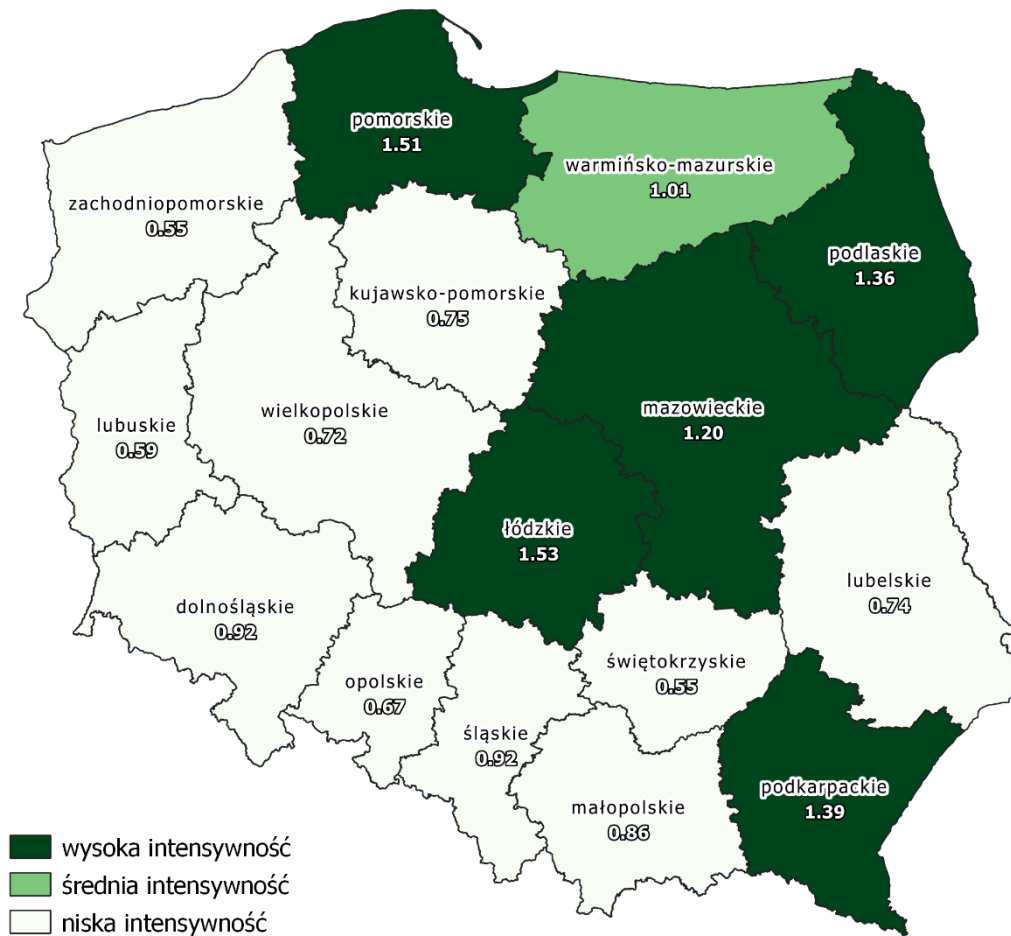 pomorskie
1.51
warmińsko-mazurskie
1.01
zachodniopomorskie
0.55
podlaskie
1.36
kujawsko-pomorskie
0.75
mazowieckie
1.20
wielkopolskie
0.72
lubuskie
0.59
łódzkie
1.53
lubelskie
0.74
dolnośląskie
0.92
świętokrzyskie
0.55
opolskie
0.67
śląskie
0.92
podkarpackie
1.39
małopolskie
0.86
wysoka intensywność
średnia intensywność
niska intensywność